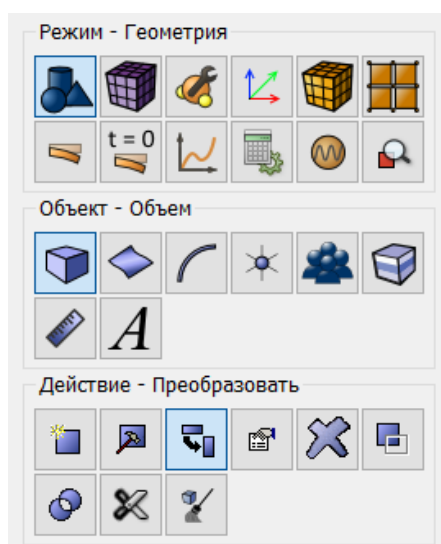 Режим - Геометрия
t = 0
Объект - Объем
A
Действие - Преобразовать